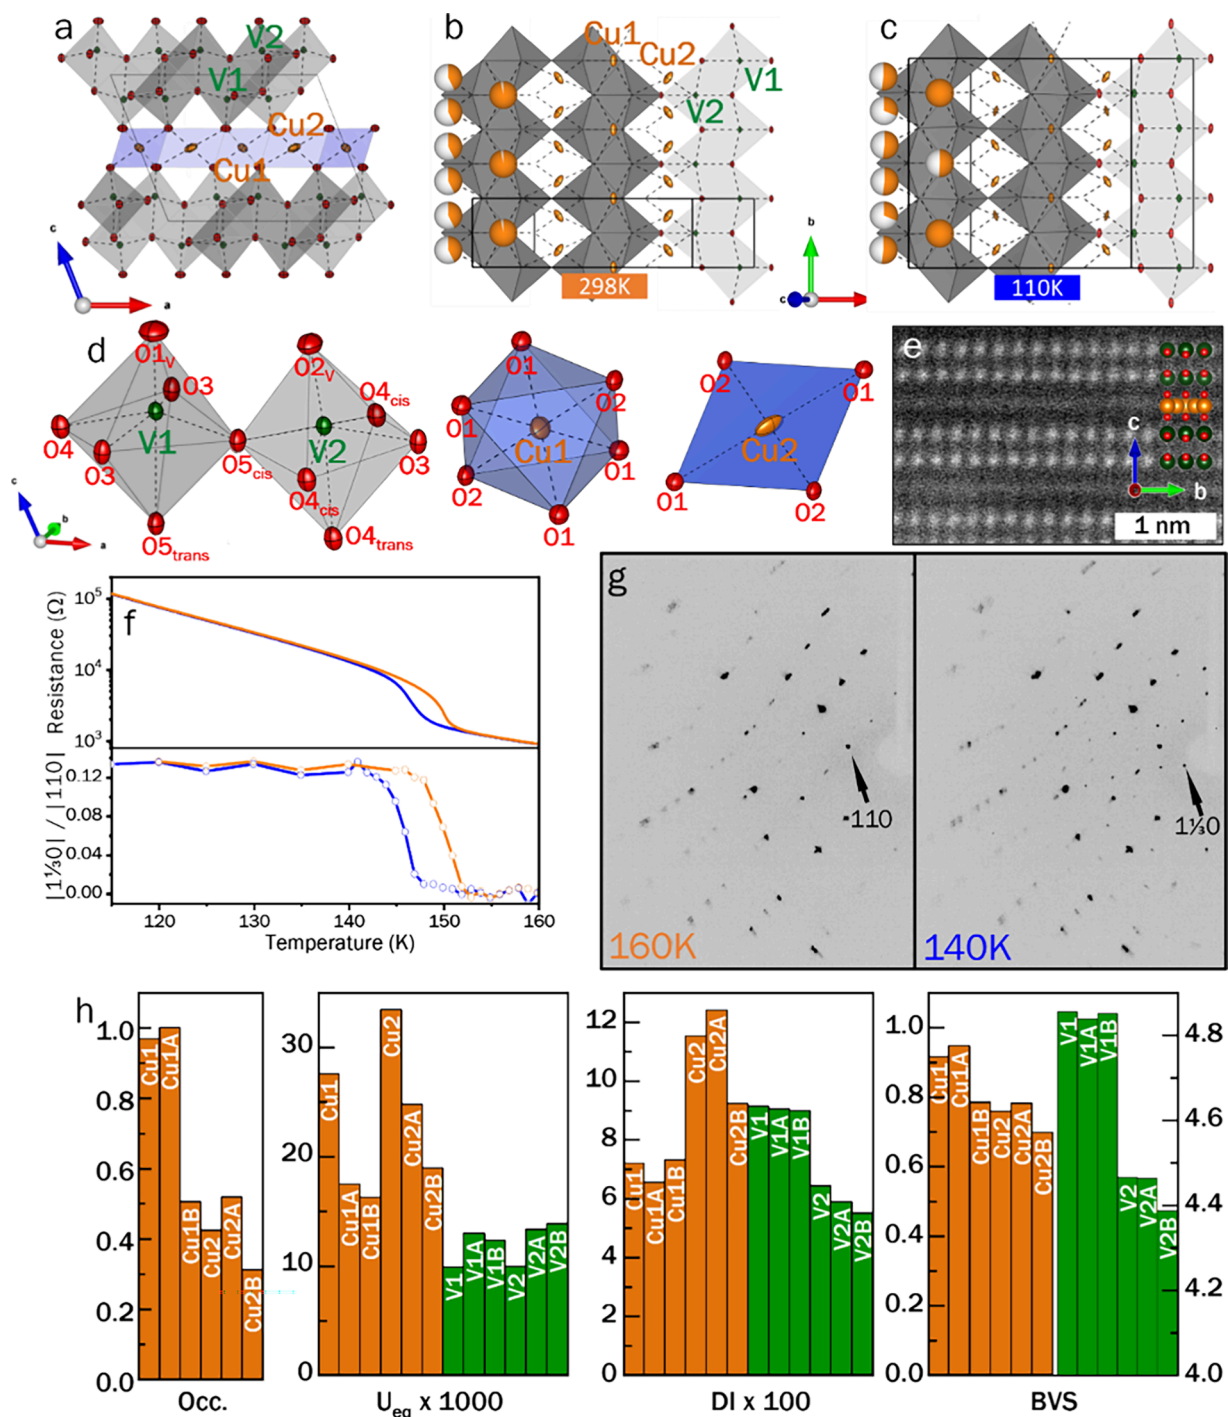 a
V2
V1
Cu2
Cu1
c
a
b
Cu1
Cu2
V1
V2
298K
b
c
c
110K
d
O1V
O3
O4
V1
O3
O5cis
O5trans
O2V
O4cis
V2
O3
O4cis
O4trans
c
b
a
O1
O2
O1
Cu1
O1
O2
O1
O2
O1
Cu2
O1
O2
e
c
b
1 nm
f
Resistance (Ω)
10⁵
10⁴
10³
|1⅓0| / |110|
0.12
0.08
0.04
0.00
120 130 140 150 160
Temperature (K)
g
110
160K
1⅓0
140K
h
1.0
0.8
0.6
0.4
0.2
0.0
Cu1
Cu1A
Cu1B
Cu2
Cu2A
Cu2B
Occ.
30
20
10
0
Cu1
Cu1A
Cu1B
Cu2
Cu2A
Cu2B
V1
V1A
V1B
V2
V2A
V2B
Ueq x 1000
12
10
8
6
4
2
0
Cu1
Cu1A
Cu1B
Cu2
Cu2A
Cu2B
V1
V1A
V1B
V2
V2A
V2B
DI x 100
1.0
0.8
0.6
0.4
0.2
0.0
Cu1
Cu1A
Cu1B
Cu2
Cu2A
Cu2B
V1
V1A
V1B
V2
V2A
V2B
4.8
4.6
4.4
4.2
4.0
BVS